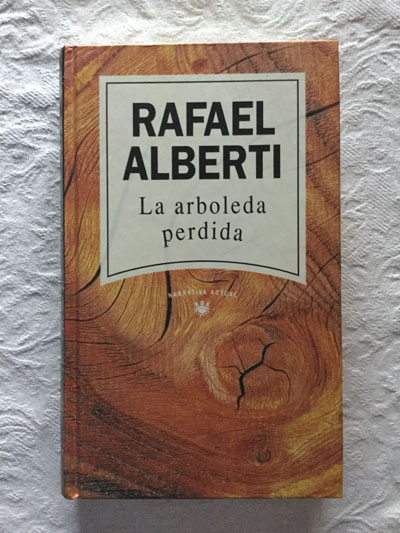 RAFAEL
ALBERTI
La arboleda
perdida
NARRATIVA ACTUAL